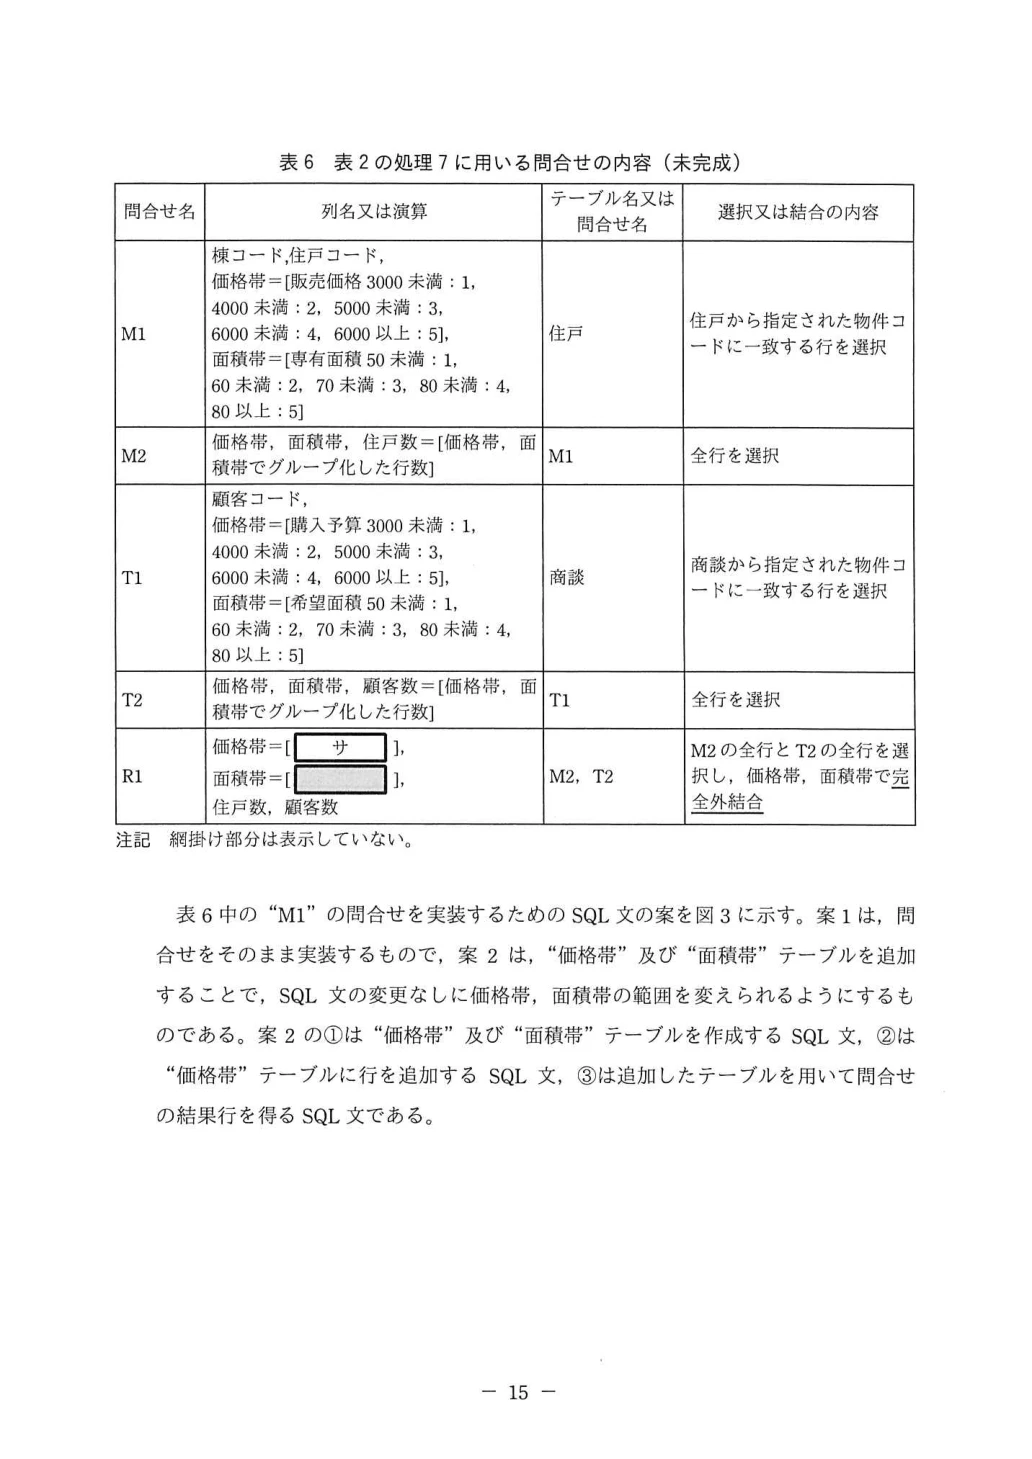 表6　表2の処理7に用いる問合せの内容（未完成）
問合せ名
列名又は演算
テーブル名又は
問合せ名
選択又は結合の内容
M1
棟コード,住戸コード，
価格帯＝[販売価格 3000 未満：1，
4000 未満：2，5000 未満：3，
6000 未満：4，6000 以上：5]，
面積帯＝[専有面積 50 未満：1，
60 未満：2，70 未満：3，80 未満：4，
80 以上：5]
住戸
住戸から指定された物件コ
ードに一致する行を選択
M2
価格帯，面積帯，住戸数＝[価格帯，面
積帯でグループ化した行数]
M1
全行を選択
T1
顧客コード，
価格帯＝[購入予算 3000 未満：1，
4000 未満：2，5000 未満：3，
6000 未満：4，6000 以上：5]，
面積帯＝[希望面積 50 未満：1，
60 未満：2，70 未満：3，80 未満：4，
80 以上：5]
商談
商談から指定された物件コ
ードに一致する行を選択
T2
価格帯，面積帯，顧客数＝[価格帯，面
積帯でグループ化した行数]
T1
全行を選択
R1
価格帯＝[ サ ]，
面積帯＝[ ]，
住戸数，顧客数
M2，T2
M2 の全行と T2 の全行を選
択し，価格帯，面積帯で完
全外結合
注記　網掛け部分は表示していない。
表6中の“M1”の問合せを実装するための SQL 文の案を図3に示す。案1は，問
合せをそのまま実装するもので，案2は，“価格帯”及び“面積帯”テーブルを追加
することで，SQL 文の変更なしに価格帯，面積帯の範囲を変えられるようにするも
のである。案2の①は“価格帯”及び“面積帯”テーブルを作成する SQL 文，②は
“価格帯”テーブルに行を追加する SQL 文，③は追加したテーブルを用いて問合せ
の結果行を得る SQL 文である。
－ 15 －